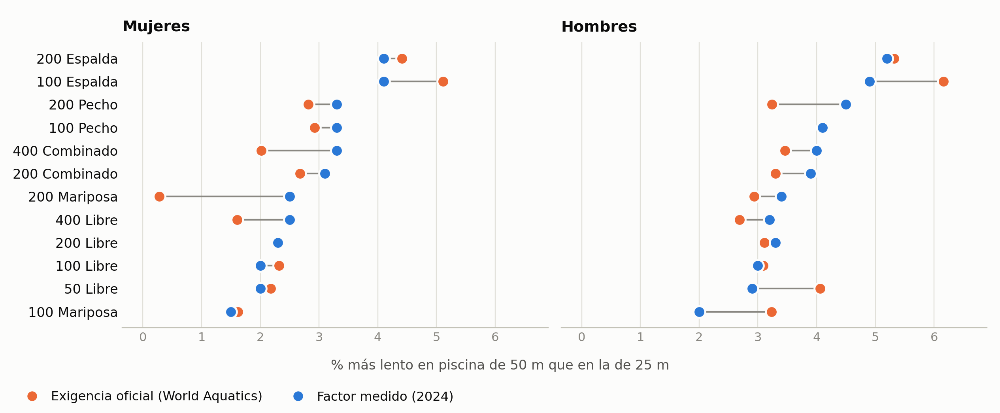 Mujeres
Hombres
200 Espalda
100 Espalda
200 Pecho
100 Pecho
400 Combinado
200 Combinado
200 Mariposa
400 Libre
200 Libre
100 Libre
50 Libre
100 Mariposa
0 1 2 3 4 5 6
0 1 2 3 4 5 6
% más lento en piscina de 50 m que en la de 25 m
Exigencia oficial (World Aquatics)
Factor medido (2024)